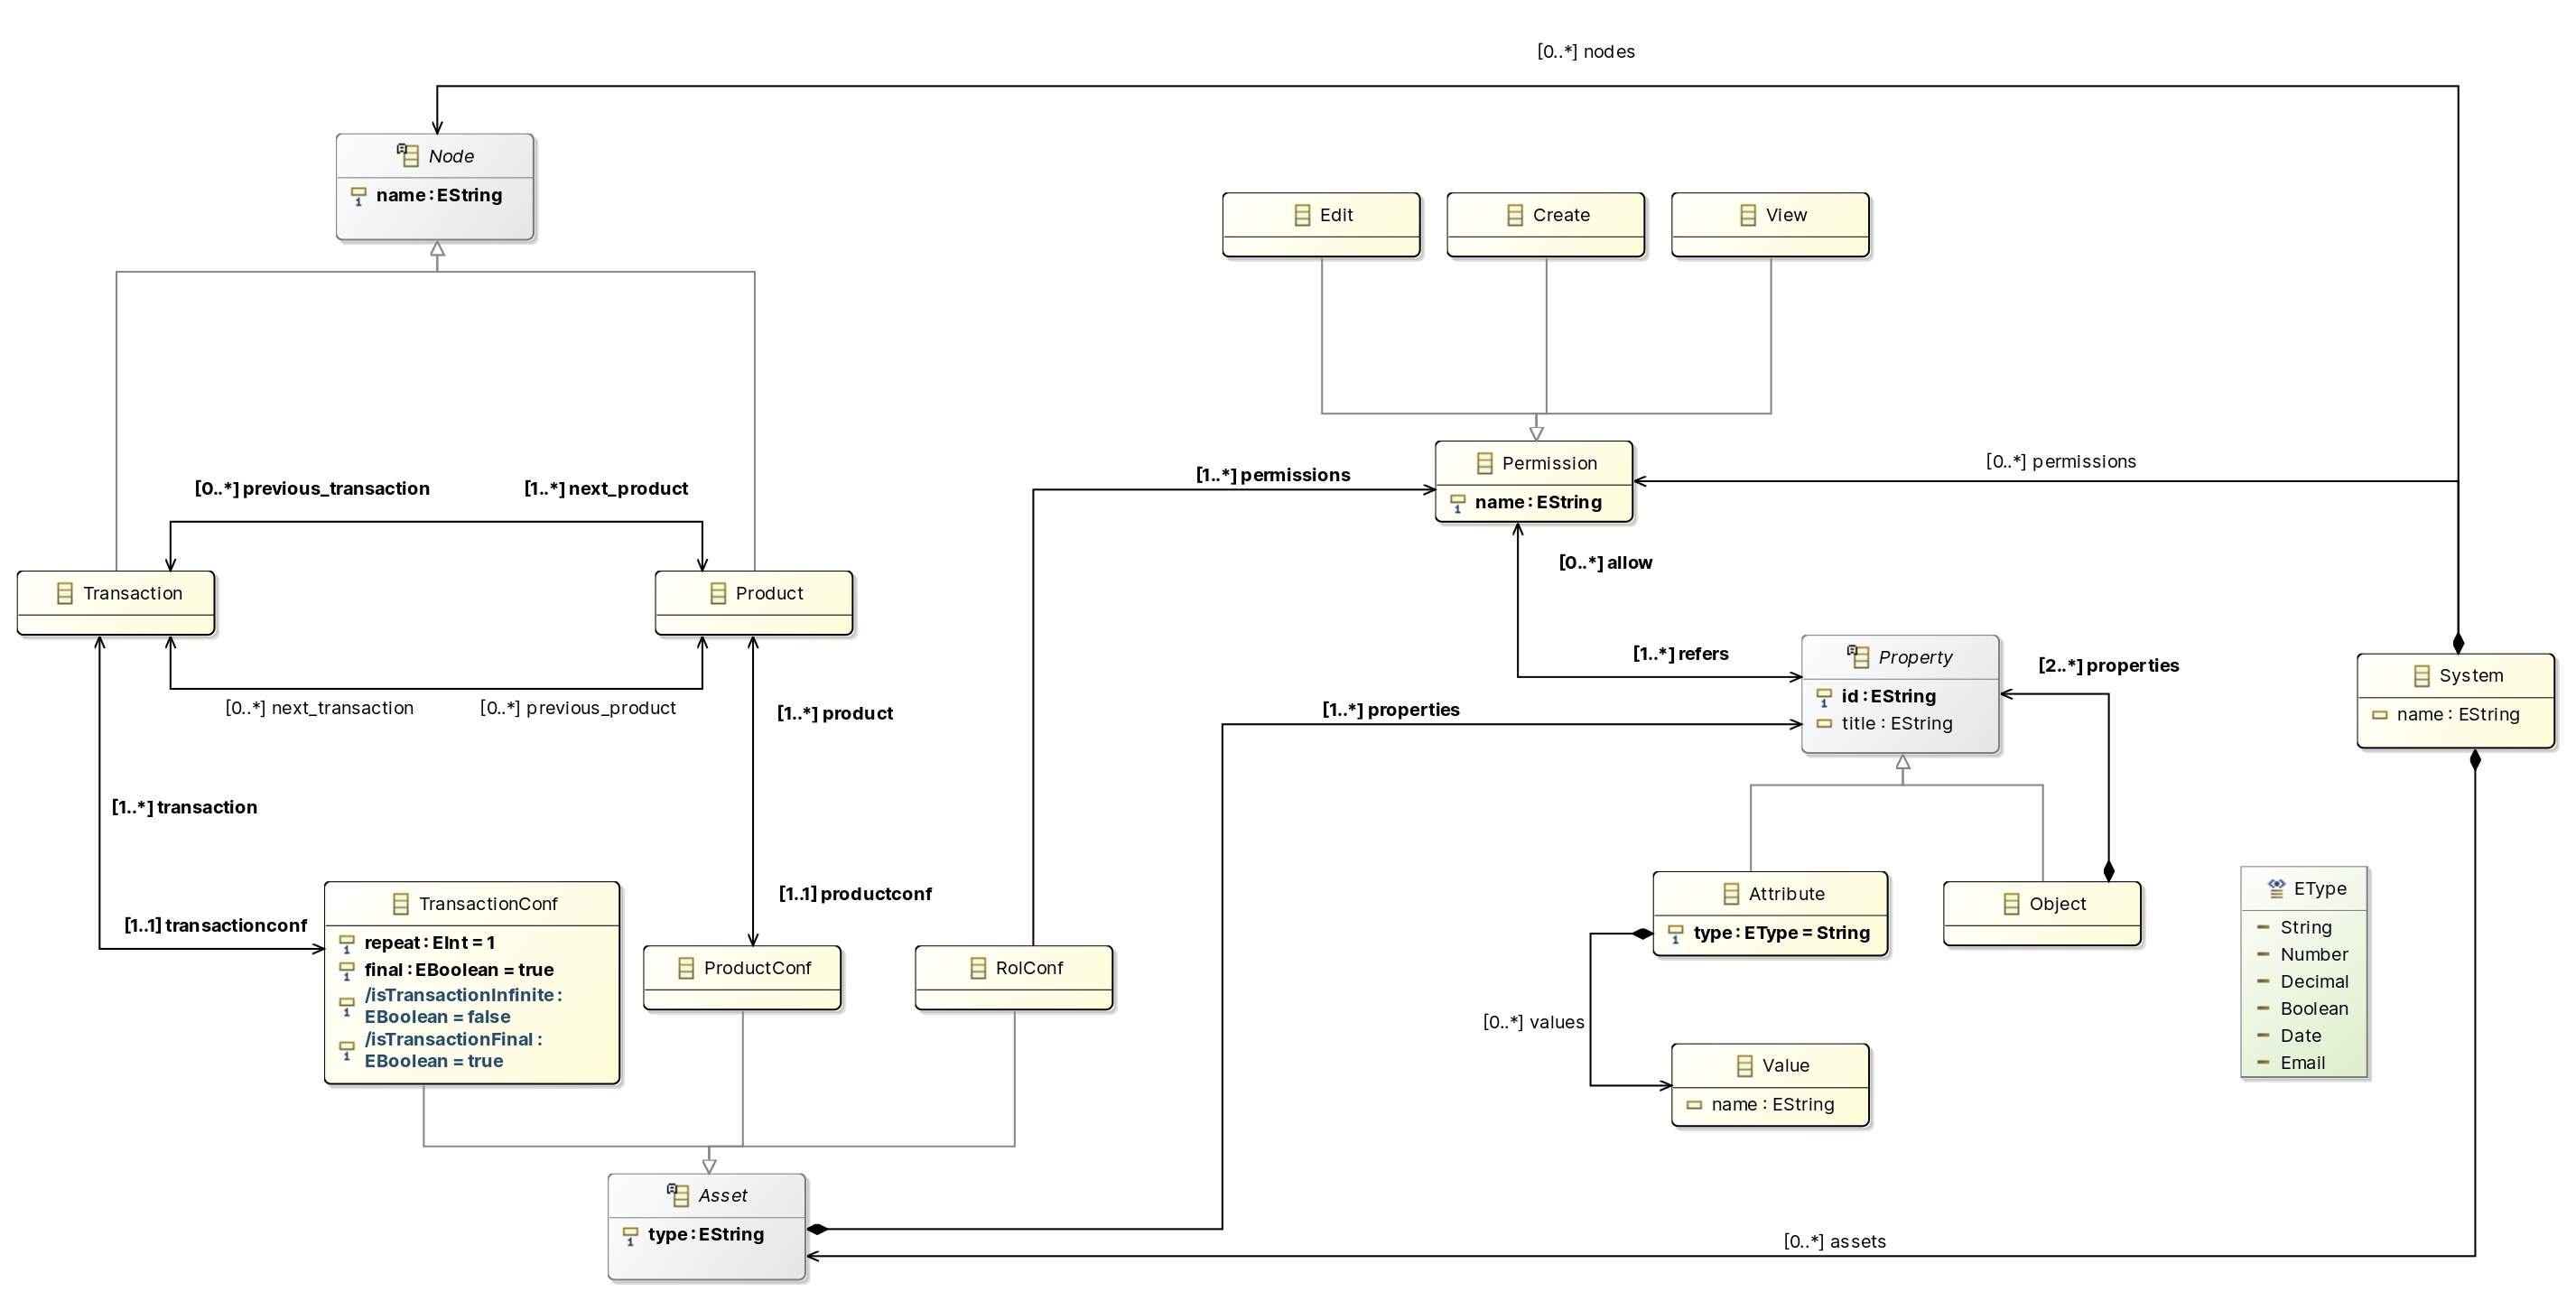 [0..*] nodes
Node
name : EString
Edit
Create
View
Permission
name : EString
[1..*] permissions
[0..*] permissions
[0..*] previous_transaction
[1..*] next_product
[0..*] allow
Transaction
Product
[1..*] refers
Property
id : EString
title : EString
[2..*] properties
System
name : EString
[0..*] next_transaction
[0..*] previous_product
[1..*] product
[1..*] properties
[1..*] transaction
[1..1] transactionconf
TransactionConf
repeat : EInt = 1
final : EBoolean = true
/isTransactionInfinite :
EBoolean = false
/isTransactionFinal :
EBoolean = true
[1..1] productconf
ProductConf
RolConf
Attribute
type : EType = String
Object
EType
String
Number
Decimal
Boolean
Date
Email
[0..*] values
Value
name : EString
Asset
type : EString
[0..*] assets